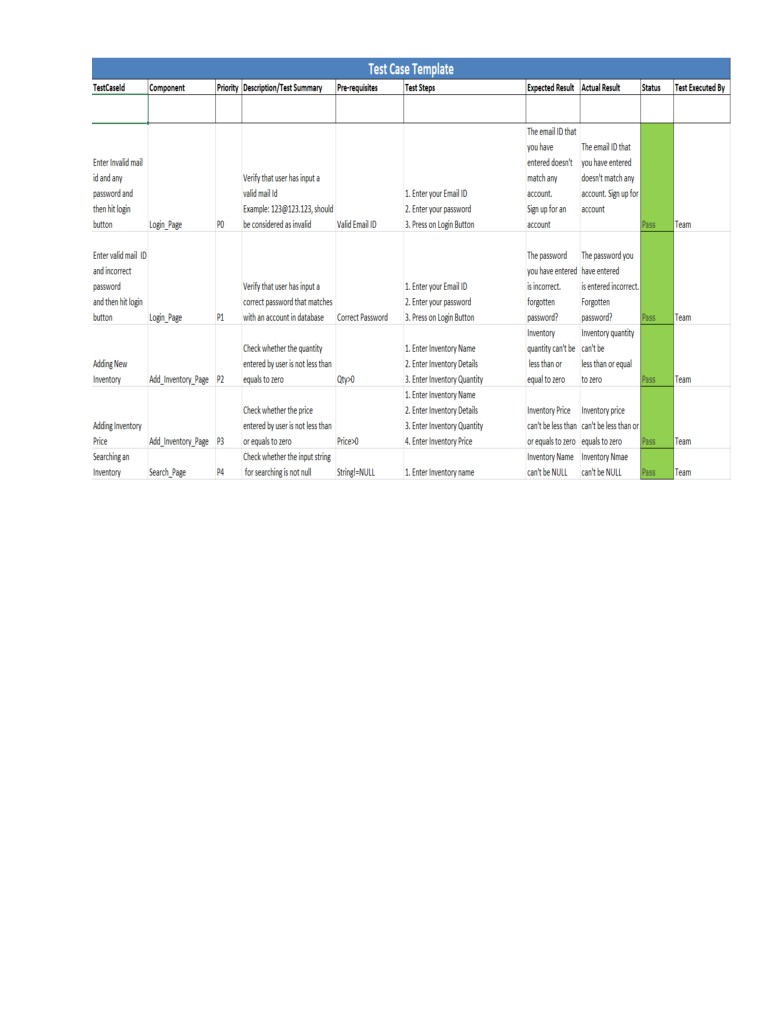 Test Case Template
TestCaseId Component Priority Description/Test Summary Pre-requisites Test Steps Expected Result Actual Result Status Test Executed By
Enter Invalid mail
id and any
password and
then hit login
button
Login_Page
P0
Verify that user has input a
valid mail Id
Example: 123@123.123, should
be considered as invalid
Valid Email ID
1. Enter your Email ID
2. Enter your password
3. Press on Login Button
The email ID that
you have
entered doesn't
match any
account.
Sign up for an
account
The email ID that
you have entered
doesn't match any
account. Sign up for
account
Pass
Team
Enter valid mail ID
and incorrect
password
and then hit login
button
Login_Page
P1
Verify that user has input a
correct password that matches
with an account in database
Correct Password
1. Enter your Email ID
2. Enter your password
3. Press on Login Button
The password
you have entered
is incorrect.
forgotten
password?
The password you
have entered
is entered incorrect.
Forgotten
password?
Pass
Team
Adding New
Inventory
Add_Inventory_Page
P2
Check whether the quantity
entered by user is not less than
equals to zero
Qty>0
1. Enter Inventory Name
2. Enter Inventory Details
3. Enter Inventory Quantity
Inventory
quantity can't be
less than or
equal to zero
Inventory quantity
can't be
less than or equal
to zero
Pass
Team
Adding Inventory
Price
Add_Inventory_Page
P3
Check whether the price
entered by user is not less than
or equals to zero
Price>0
1. Enter Inventory Name
2. Enter Inventory Details
3. Enter Inventory Quantity
4. Enter Inventory Price
Inventory Price
can't be less than
or equals to zero
Inventory price
can't be less than or
equals to zero
Pass
Team
Searching an
Inventory
Search_Page
P4
Check whether the input string
for searching is not null
String!=NULL
1. Enter Inventory name
Inventory Name
can't be NULL
Inventory Nmae
can't be NULL
Pass
Team